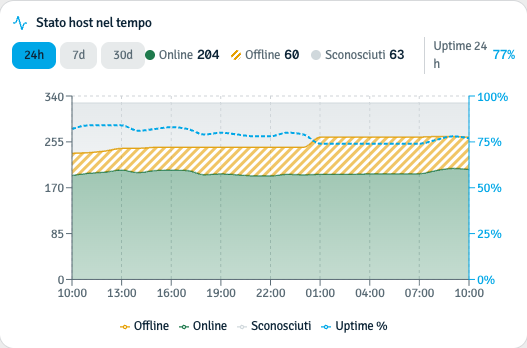 Stato host nel tempo
24h 7d 30d Online 204 Offline 60 Sconosciuti 63 Uptime 24 h 77%
340 100%
255 75%
170 50%
85 25%
0 0%
10:00 13:00 16:00 19:00 22:00 01:00 04:00 07:00 10:00
Offline Online Sconosciuti Uptime %